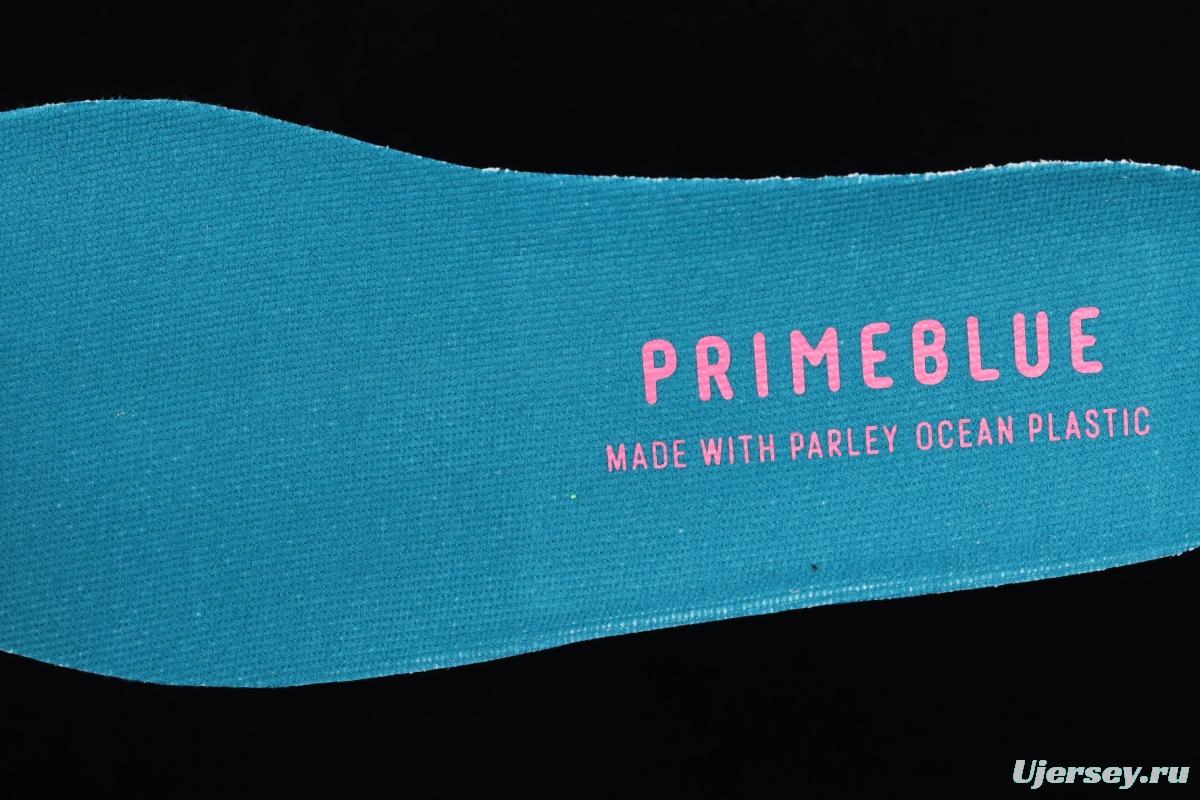 PRIMEBLUE
MADE WITH PARLEY OCEAN PLASTIC
Ujersey.ru